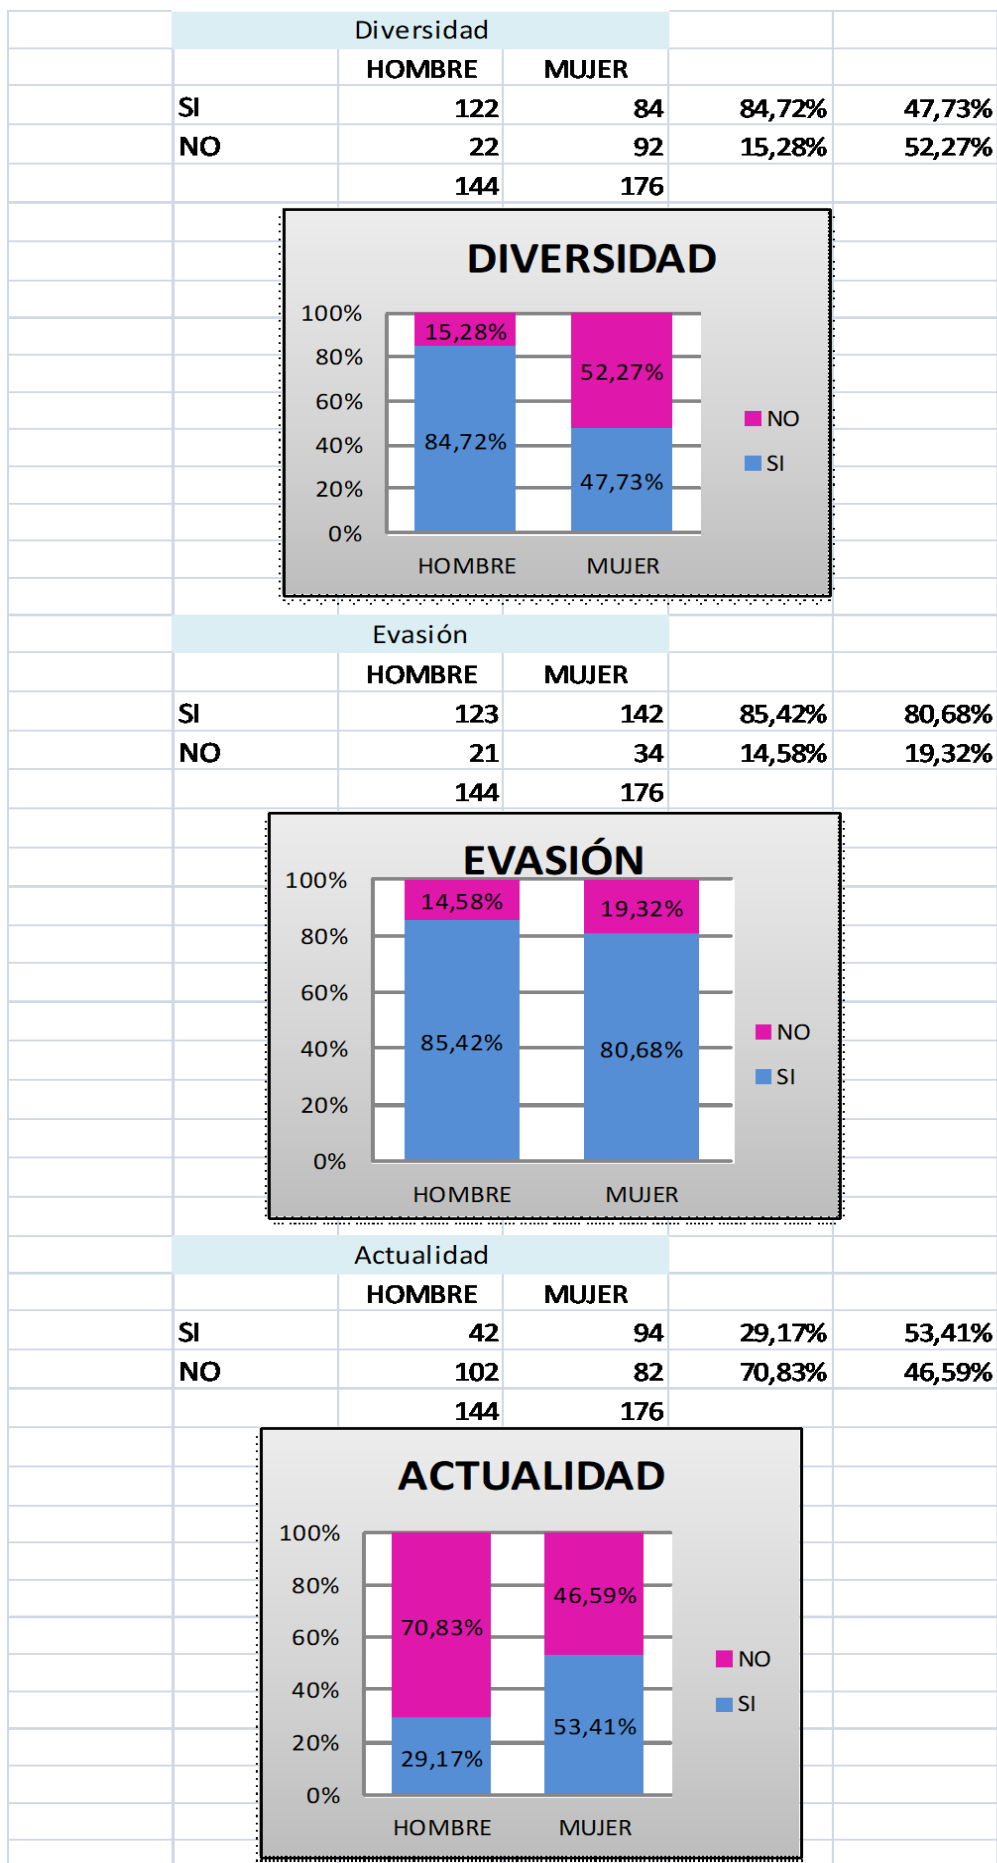 Diversidad
HOMBRE MUJER
SI 122 84 84,72% 47,73%
NO 22 92 15,28% 52,27%
144 176
DIVERSIDAD
100%
15,28%
80%
52,27%
60%
NO
40%
84,72%
SI
47,73%
20%
0%
HOMBRE MUJER
Evasión
HOMBRE MUJER
SI 123 142 85,42% 80,68%
NO 21 34 14,58% 19,32%
144 176
EVASIÓN
100%
14,58% 19,32%
80%
60%
NO
40% 85,42% 80,68%
SI
20%
0%
HOMBRE MUJER
Actualidad
HOMBRE MUJER
SI 42 94 29,17% 53,41%
NO 102 82 70,83% 46,59%
144 176
ACTUALIDAD
100%
80%
46,59%
70,83%
60%
NO
40%
SI
53,41%
20%
29,17%
0%
HOMBRE MUJER